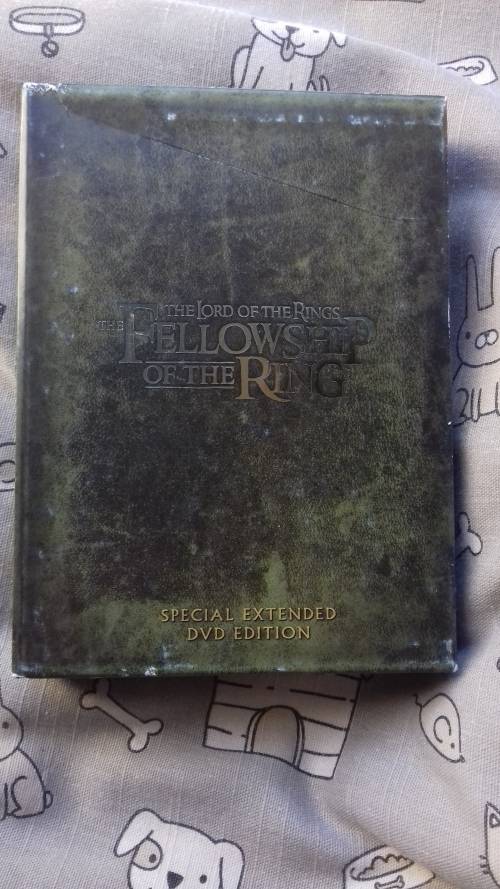 THE LORD OF THE RINGS
THE FELLOWSHIP
OF THE RING
SPECIAL EXTENDED
DVD EDITION